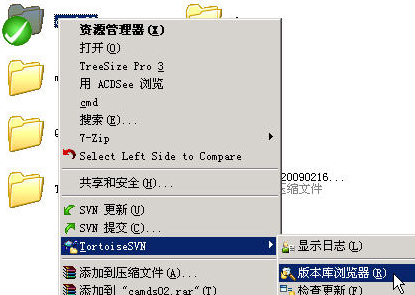 资源管理器(X)
打开(O)
TreeSize Pro 3
用 ACDSee 浏览
cmd
搜索(E)...
7-Zip
Select Left Side to Compare
共享和安全(H)...
20090216...
压缩文件
SVN 更新(U)
SVN 提交(C)...
TortoiseSVN
显示日志(L)
版本库浏览器(R)
添加到压缩文件(A)...
检查更新(F)
添加到 "camds02.rar"(T)